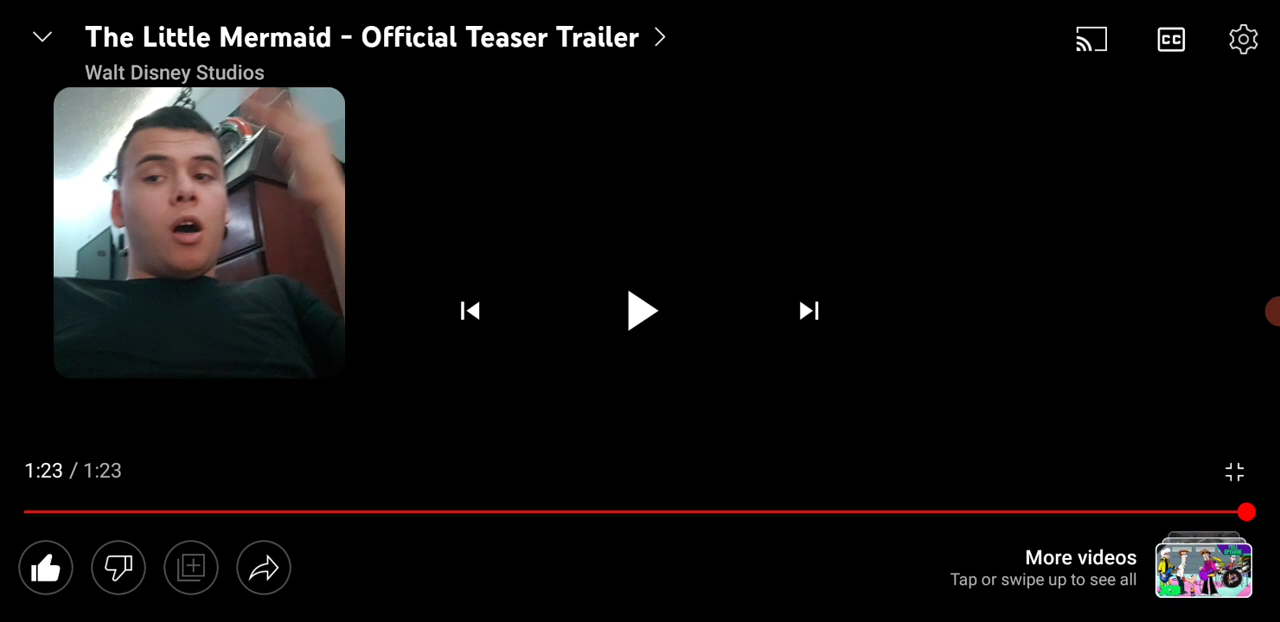 The Little Mermaid - Official Teaser Trailer
Walt Disney Studios
CC
1:23 / 1:23
More videos
Tap or swipe up to see all